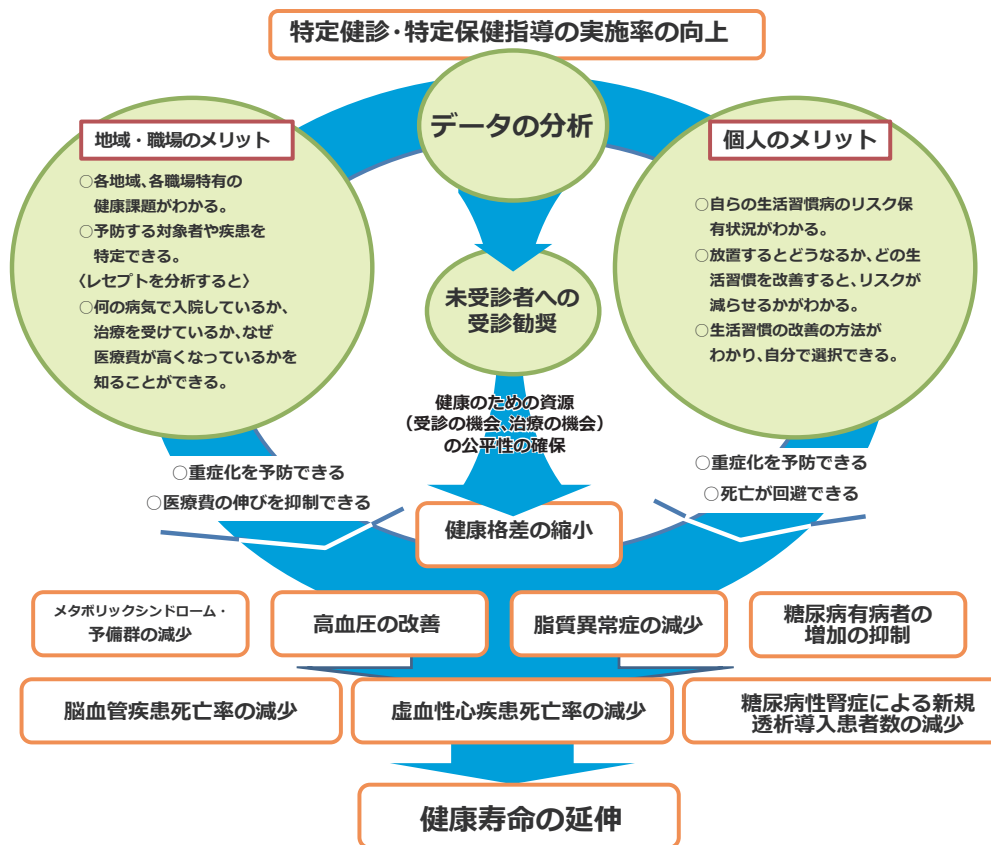 特定健診・特定保健指導の実施率の向上
データの分析
地域・職場のメリット
○各地域、各職場特有の
健康課題がわかる。
○予防する対象者や疾患を
特定できる。
〈レセプトを分析すると〉
○何の病気で入院しているか、
治療を受けているか、なぜ
医療費が高くなっているかを
知ることができる。
個人のメリット
○自らの生活習慣病のリスク保
有状況がわかる。
○放置するとどうなるか、どの生
活習慣を改善すると、リスクが
減らせるかがわかる。
○生活習慣の改善の方法が
わかり、自分で選択できる。
未受診者への
受診勧奨
健康のための資源
（受診の機会、治療の機会）
の公平性の確保
○重症化を予防できる
○医療費の伸びを抑制できる
○重症化を予防できる
○死亡が回避できる
健康格差の縮小
メタボリックシンドローム・
予備群の減少
高血圧の改善
脂質異常症の減少
糖尿病有病者の
増加の抑制
脳血管疾患死亡率の減少
虚血性心疾患死亡率の減少
糖尿病性腎症による新規
透析導入患者数の減少
健康寿命の延伸